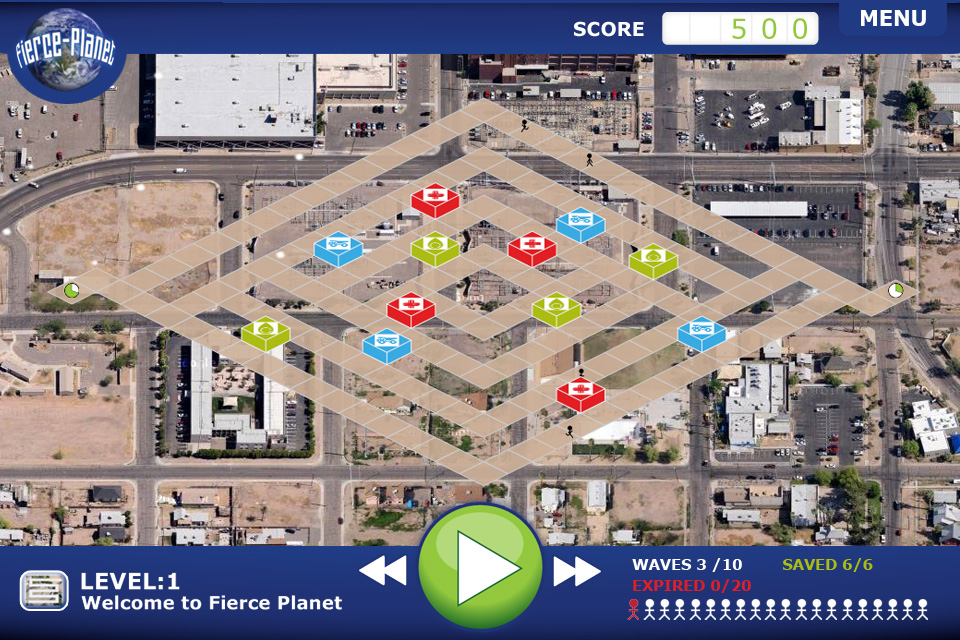 fierce-Planet
SCORE 500
MENU
LEVEL:1
Welcome to Fierce Planet
WAVES 3 /10
SAVED 6/6
EXPIRED 0/20